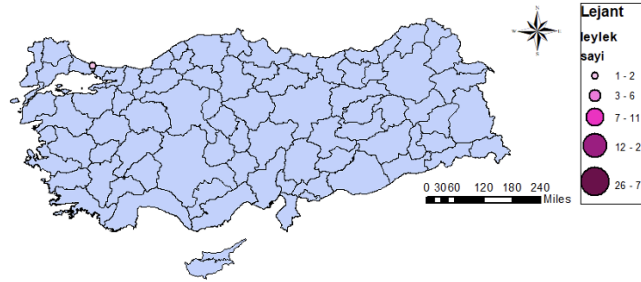 Lejant
leylek
sayi
1 - 2
3 - 6
7 - 11
12 - 2
26 - 7
N
W
E
S
0 30 60 120 180 240
Miles